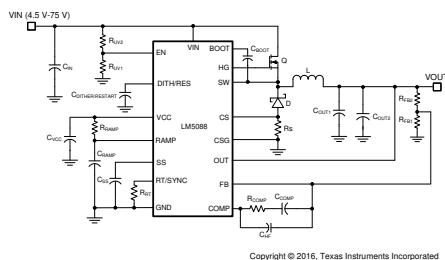 VIN (4.5 V-75 V)
VIN
BOOT
CBOOT
Q
RUV2
EN
HG
L
VOUT
CIN
RUV1
SW
DITH/RES
D
RFB2
CDITHER/RESTART
COUT1
COUT2
RFB1
VCC
LM5088
CS
RS
RRAMP
CVCC
RAMP
CSG
CRAMP
SS
OUT
CSS
RT/SYNC
FB
RRT
RCOMP
CCOMP
GND
COMP
CHF
Copyright © 2016, Texas Instruments Incorporated